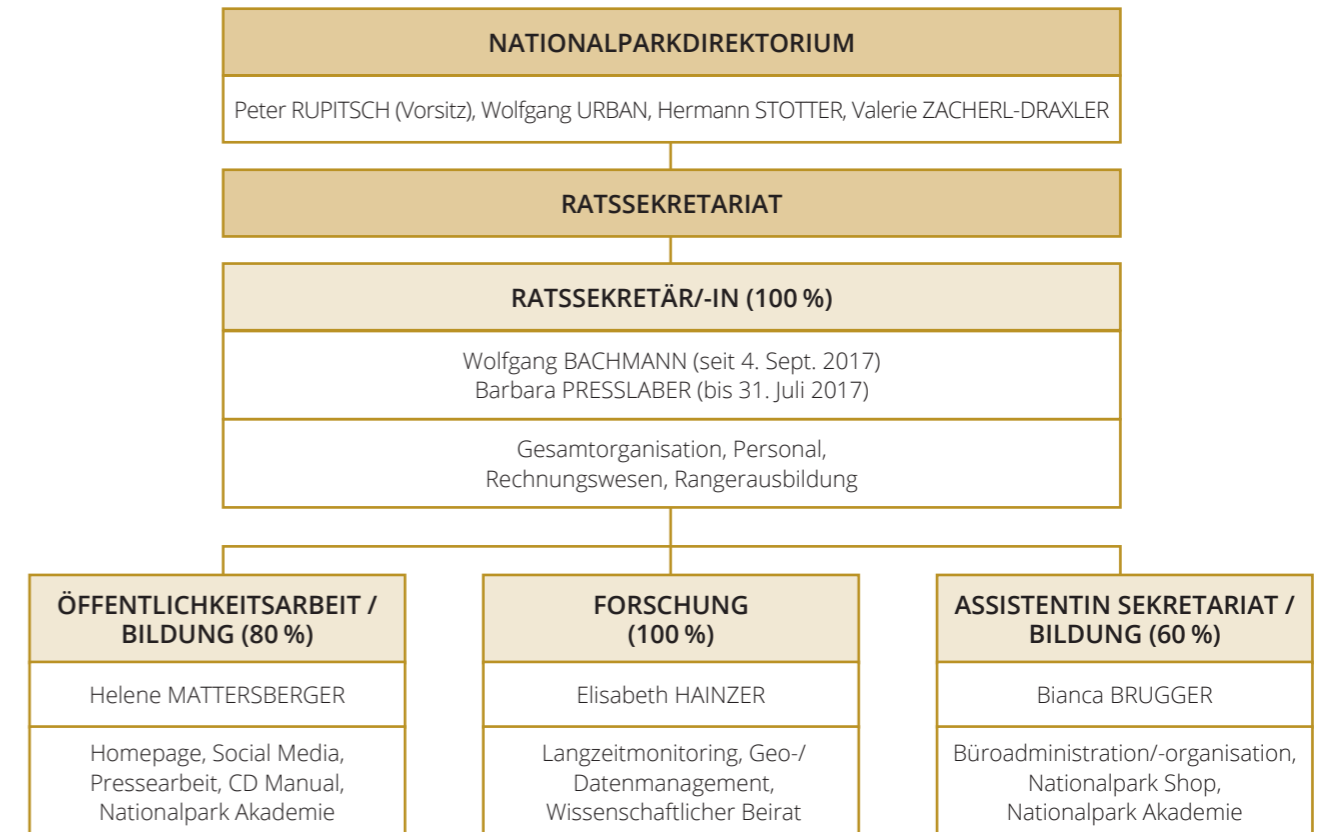 NATIONALPARKDIREKTORIUM
Peter RUPITSCH (Vorsitz), Wolfgang URBAN, Hermann STOTTER, Valerie ZACHERL-DRAXLER
RATSSEKRETARIAT
RATSSEKRETÄR/-IN (100 %)
Wolfgang BACHMANN (seit 4. Sept. 2017)
Barbara PRESSLABER (bis 31. Juli 2017)
Gesamtorganisation, Personal,
Rechnungswesen, Rangerausbildung
ÖFFENTLICHKEITSARBEIT /
BILDUNG (80 %)
Helene MATTERSBERGER
Homepage, Social Media,
Pressearbeit, CD Manual,
Nationalpark Akademie
FORSCHUNG
(100 %)
Elisabeth HAINZER
Langzeitmonitoring, Geo-/
Datenmanagement,
Wissenschaftlicher Beirat
ASSISTENTIN SEKRETARIAT /
BILDUNG (60 %)
Bianca BRUGGER
Büroadministration/-organisation,
Nationalpark Shop,
Nationalpark Akademie